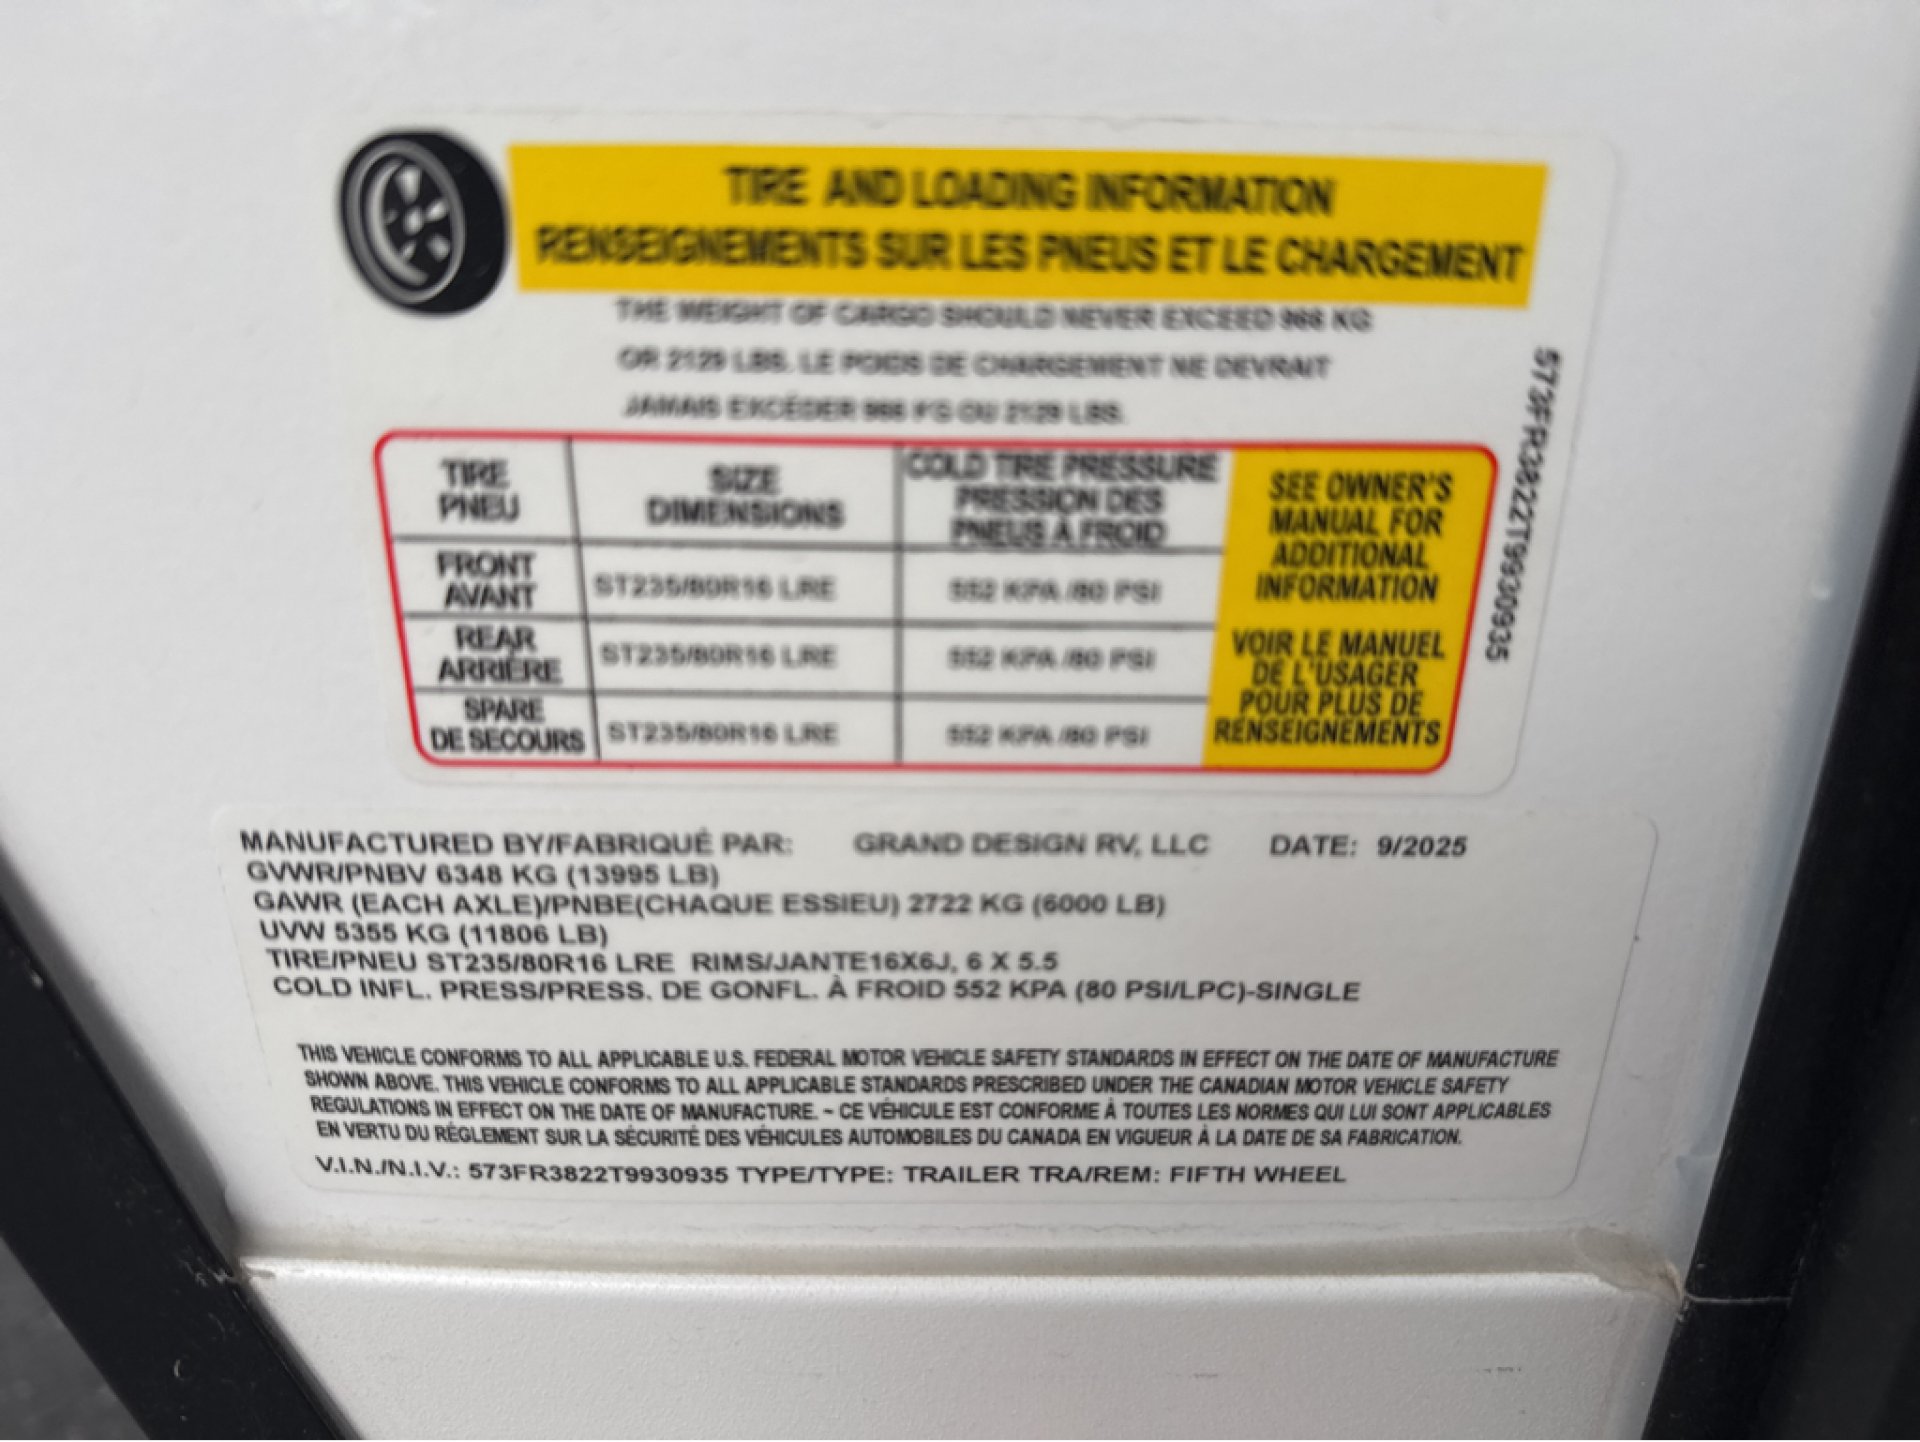 TIRE AND LOADING INFORMATION
RENSEIGNEMENTS SUR LES PNEUS ET LE CHARGEMENT
THE WEIGHT OF CARGO SHOULD NEVER EXCEED 966 KG
OR 2129 LBS. LE POIDS DE CHARGEMENT NE DEVRAIT
JAMAIS EXCÉDER 966 KG OU 2129 LBS.
TIRE
PNEU
SIZE
DIMENSIONS
COLD TIRE PRESSURE
PRESSION DES
PNEUS À FROID
FRONT
AVANT
ST235/80R16 LRE
552 KPA /80 PSI
REAR
ARRIÈRE
ST235/80R16 LRE
552 KPA /80 PSI
SPARE
DE SECOURS
ST235/80R16 LRE
552 KPA /80 PSI
SEE OWNER'S
MANUAL FOR
ADDITIONAL
INFORMATION
VOIR LE MANUEL
DE L'USAGER
POUR PLUS DE
RENSEIGNEMENTS
573FR3822T9930935
MANUFACTURED BY/FABRIQUÉ PAR: GRAND DESIGN RV, LLC DATE: 9/2025
GVWR/PNBV 6348 KG (13995 LB)
GAWR (EACH AXLE)/PNBE(CHAQUE ESSIEU) 2722 KG (6000 LB)
UVW 5355 KG (11806 LB)
TIRE/PNEU ST235/80R16 LRE RIMS/JANTE16X6J, 6 X 5.5
COLD INFL. PRESS/PRESS. DE GONFL. À FROID 552 KPA (80 PSI/LPC)-SINGLE
THIS VEHICLE CONFORMS TO ALL APPLICABLE U.S. FEDERAL MOTOR VEHICLE SAFETY STANDARDS IN EFFECT ON THE DATE OF MANUFACTURE
SHOWN ABOVE. THIS VEHICLE CONFORMS TO ALL APPLICABLE STANDARDS PRESCRIBED UNDER THE CANADIAN MOTOR VEHICLE SAFETY
REGULATIONS IN EFFECT ON THE DATE OF MANUFACTURE. ~ CE VÉHICULE EST CONFORME À TOUTES LES NORMES QUI LUI SONT APPLICABLES
EN VERTU DU RÈGLEMENT SUR LA SÉCURITÉ DES VÉHICULES AUTOMOBILES DU CANADA EN VIGUEUR À LA DATE DE SA FABRICATION.
V.I.N./N.I.V.: 573FR3822T9930935 TYPE/TYPE: TRAILER TRA/REM: FIFTH WHEEL